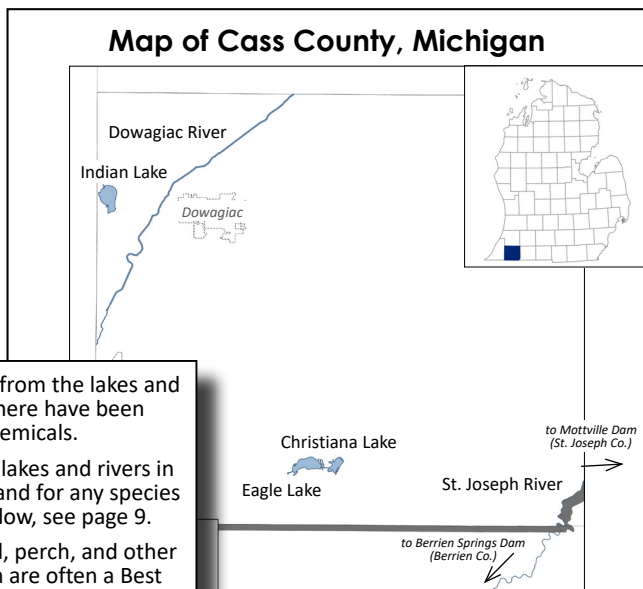 Map of Cass County, Michigan
Dowagiac River
Indian Lake
Dowagiac
from the lakes and
here have been
emicals.
lakes and rivers in
and for any species
low, see page 9.
d, perch, and other
n are often a Best
Christiana Lake
Eagle Lake
to Mottville Dam
(St. Joseph Co.)
St. Joseph River
to Berrien Springs Dam
(Berrien Co.)